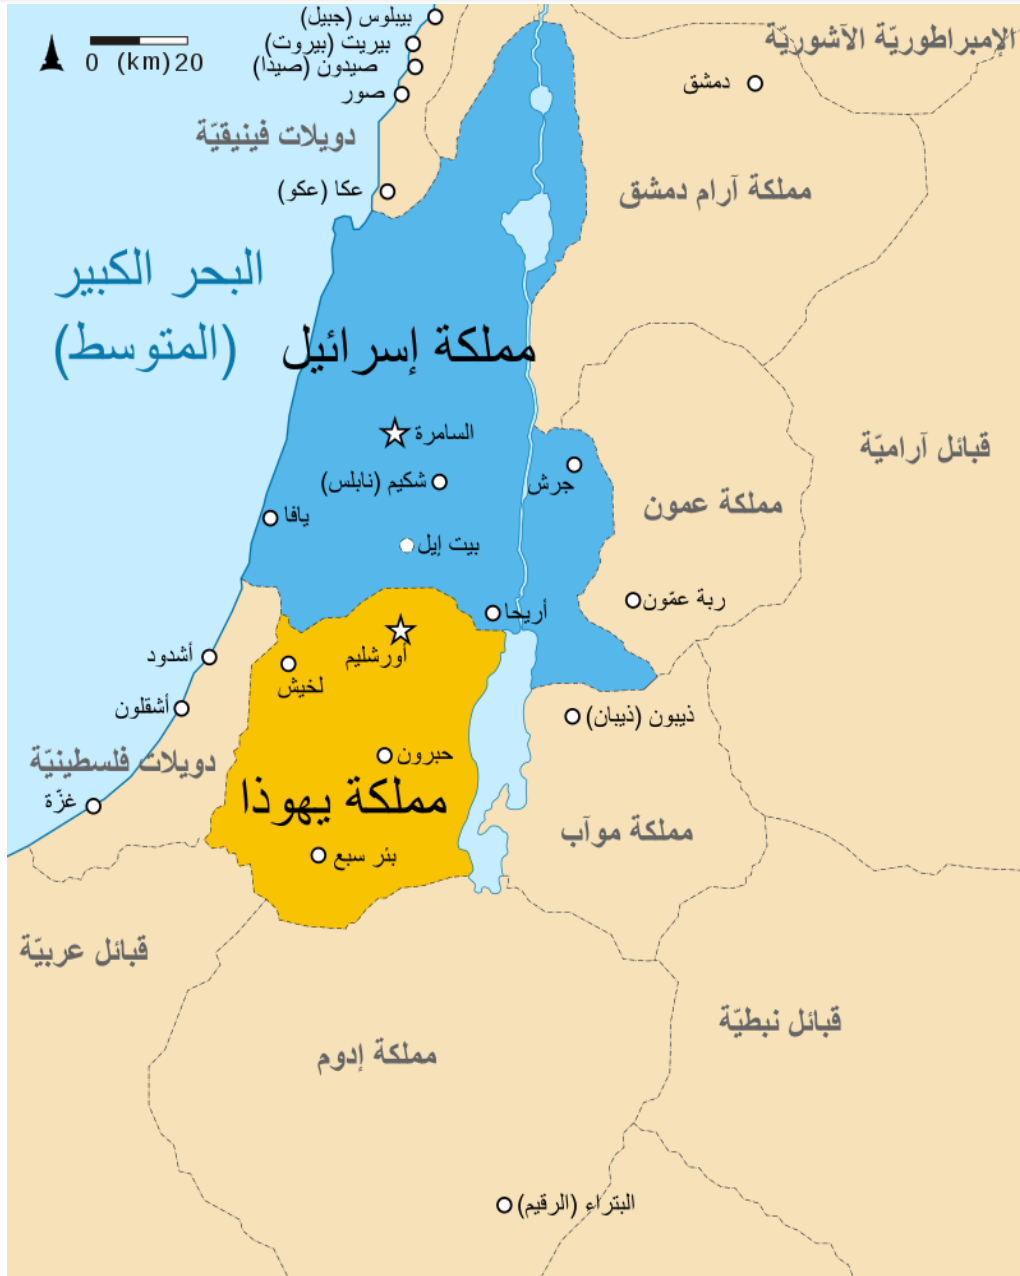 بيبلوس (جبيل)
بيريت (بيروت)
صيدون (صيدا)
صور
0 (km) 20
الإمبراطوريّة الآشوريّة
دمشق
دويلات فينيقيّة
عكا (عكو)
مملكة آرام دمشق
البحر الكبير
(المتوسط)
مملكة إسرائيل
السامرة
شكيم (نابلس)
جرش
قبائل آراميّة
مملكة عمون
يافا
بيت إيل
ربة عمّون
أريحا
أورشليم
أشدود
لخيش
أشقلون
ذيبون (ذيبان)
دويلات فلسطينيّة
حبرون
غزّة
مملكة يهوذا
مملكة موآب
بئر سبع
قبائل عربيّة
قبائل نبطيّة
مملكة إدوم
البتراء (الرقيم)